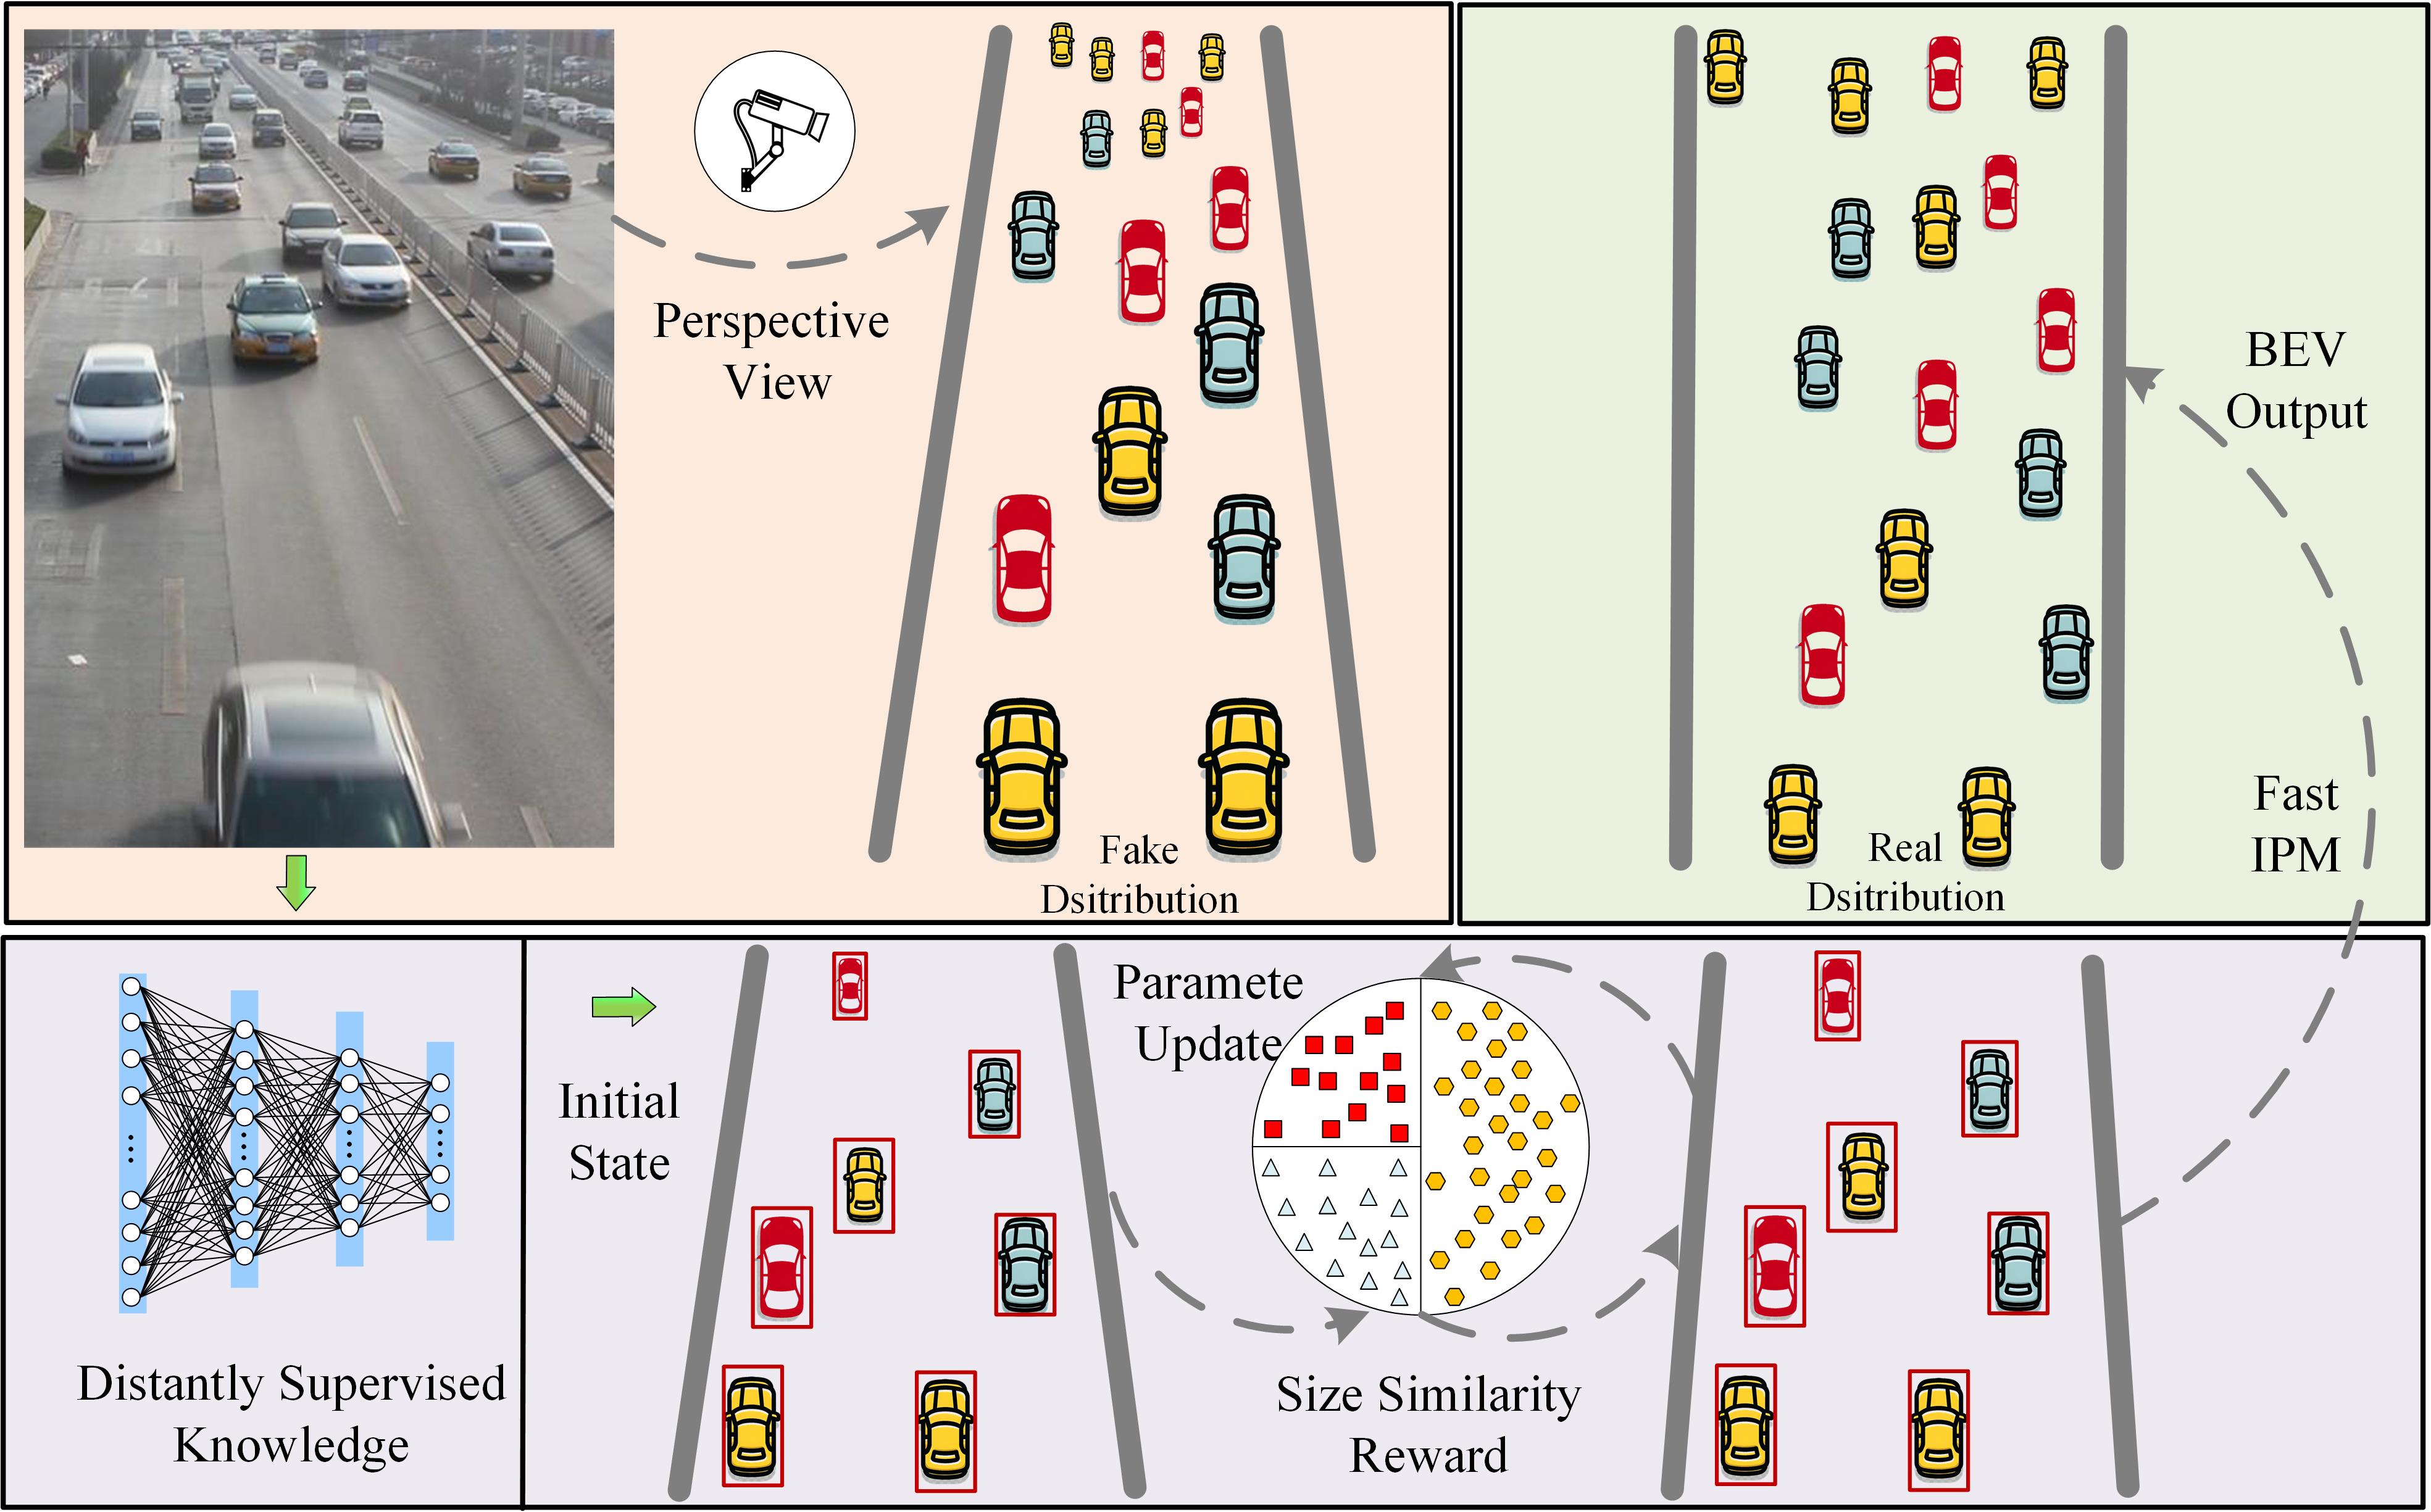 Perspective
View
Fake
Dsitribution
BEV
Output
Real
Dsitribution
Fast
IPM
Distantly Supervised
Knowledge
Initial
State
Paramete
Update
Size Similarity
Reward